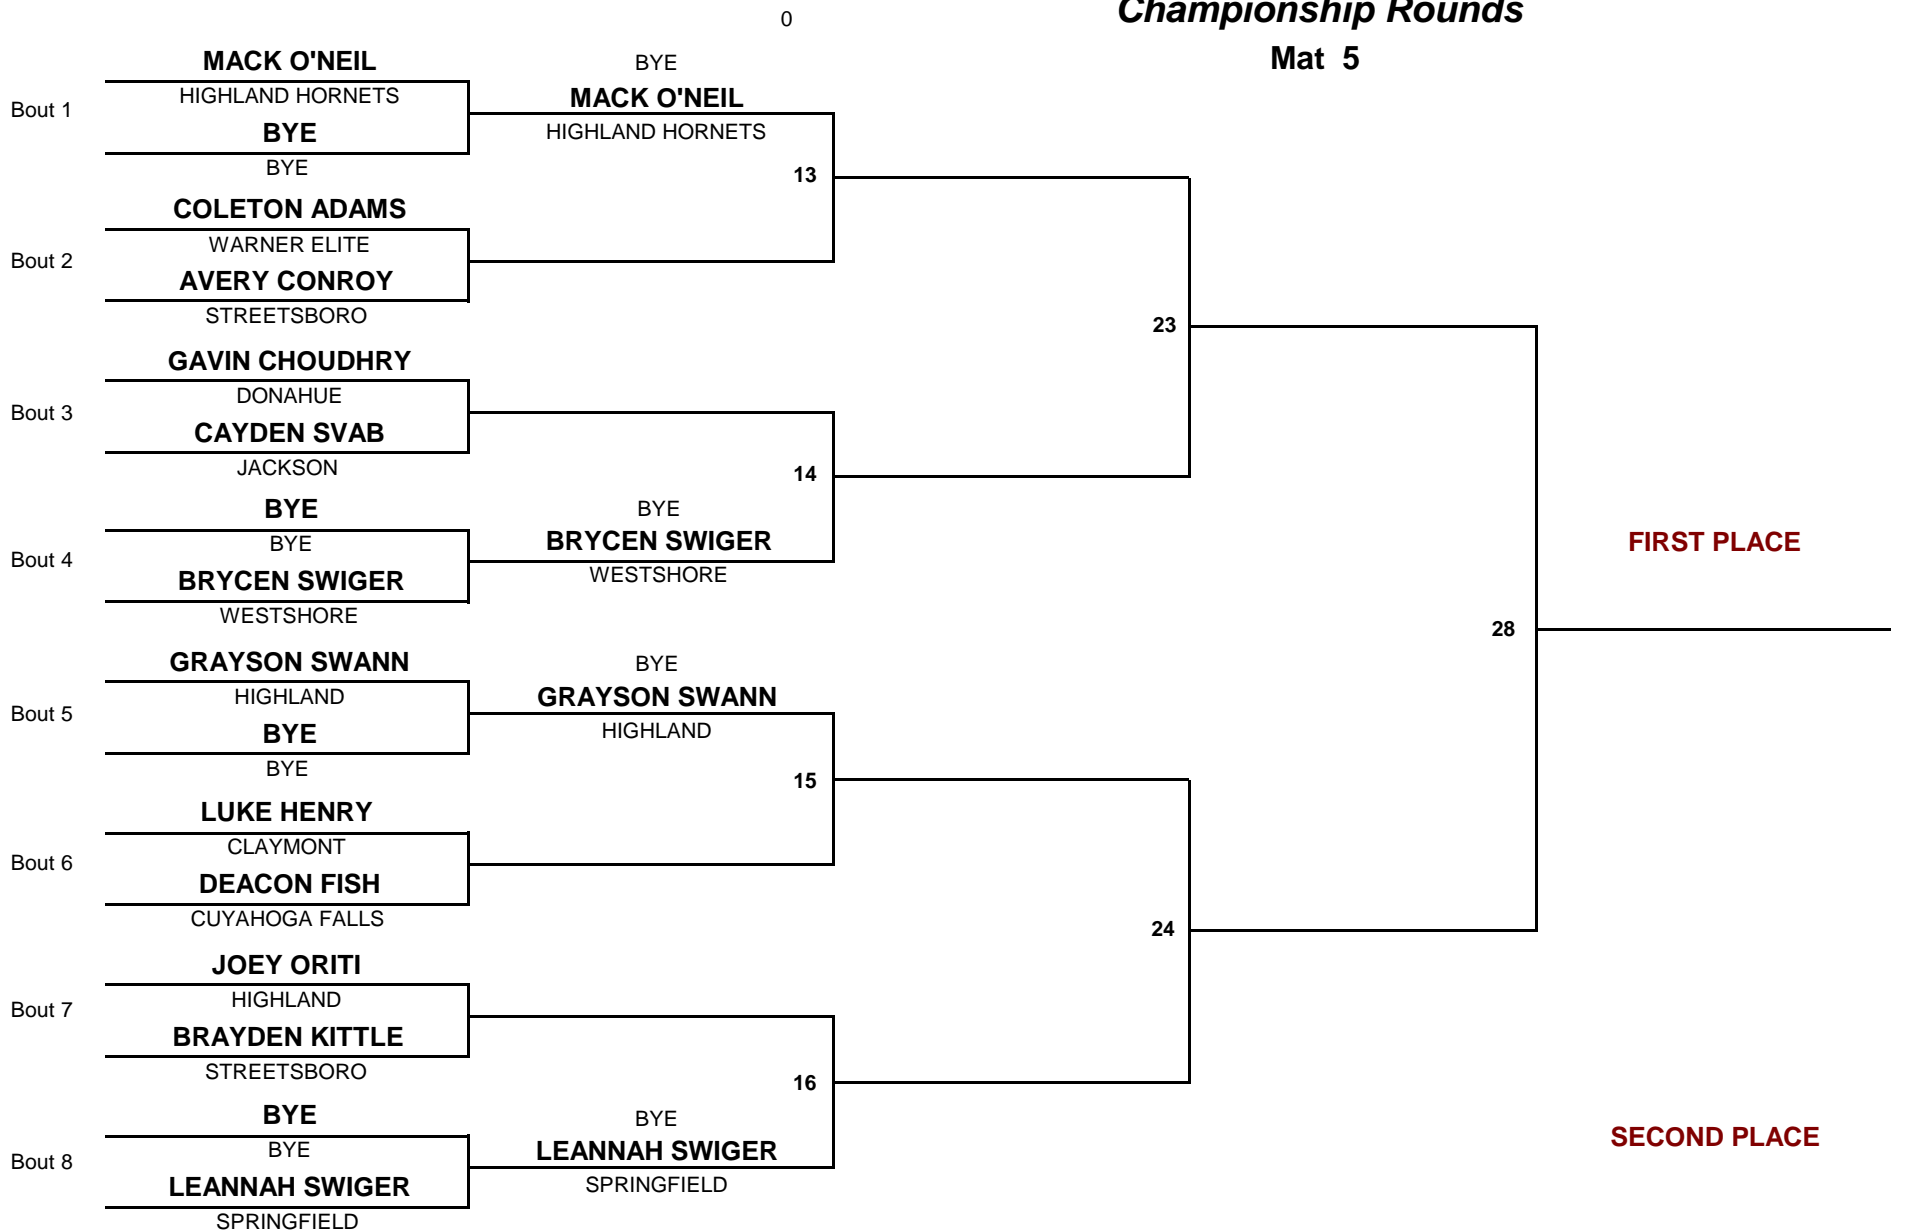 0
Championship Rounds
Mat 5
MACK O'NEIL
HIGHLAND HORNETS
Bout 1
BYE
BYE
BYE
MACK O'NEIL
HIGHLAND HORNETS
COLETON ADAMS
WARNER ELITE
Bout 2
AVERY CONROY
STREETSBORO
13
GAVIN CHOUDHRY
DONAHUE
Bout 3
CAYDEN SVAB
JACKSON
BYE
BYE
Bout 4
BRYCEN SWIGER
WESTSHORE
14
BYE
BRYCEN SWIGER
WESTSHORE
23
GRAYSON SWANN
HIGHLAND
Bout 5
BYE
BYE
BYE
GRAYSON SWANN
HIGHLAND
LUKE HENRY
CLAYMONT
Bout 6
DEACON FISH
CUYAHOGA FALLS
15
JOEY ORITI
HIGHLAND
Bout 7
BRAYDEN KITTLE
STREETSBORO
BYE
BYE
Bout 8
LEANNAH SWIGER
SPRINGFIELD
16
BYE
LEANNAH SWIGER
SPRINGFIELD
24
28
FIRST PLACE
SECOND PLACE